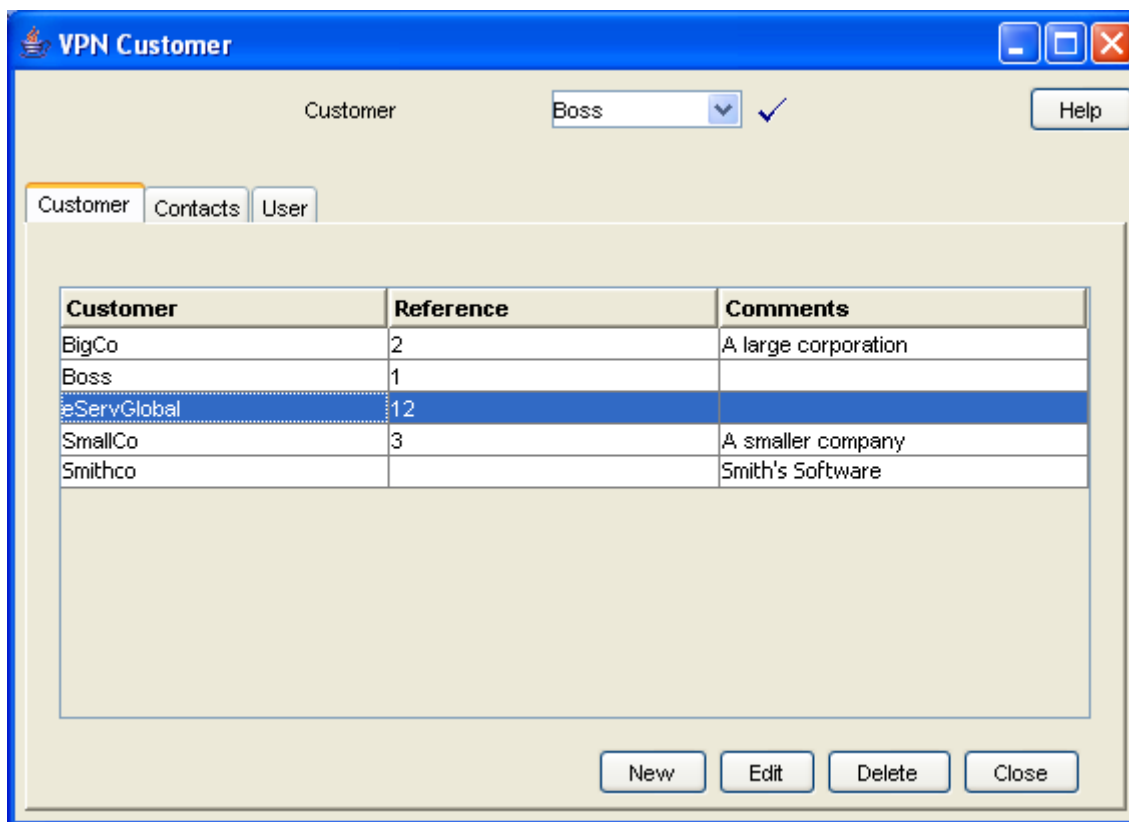 VPN Customer
Customer Boss Help
Customer Contacts User
Customer Reference Comments
BigCo 2 A large corporation
Boss 1
eServGlobal 12
SmallCo 3 A smaller company
Smithco Smith's Software
New Edit Delete Close